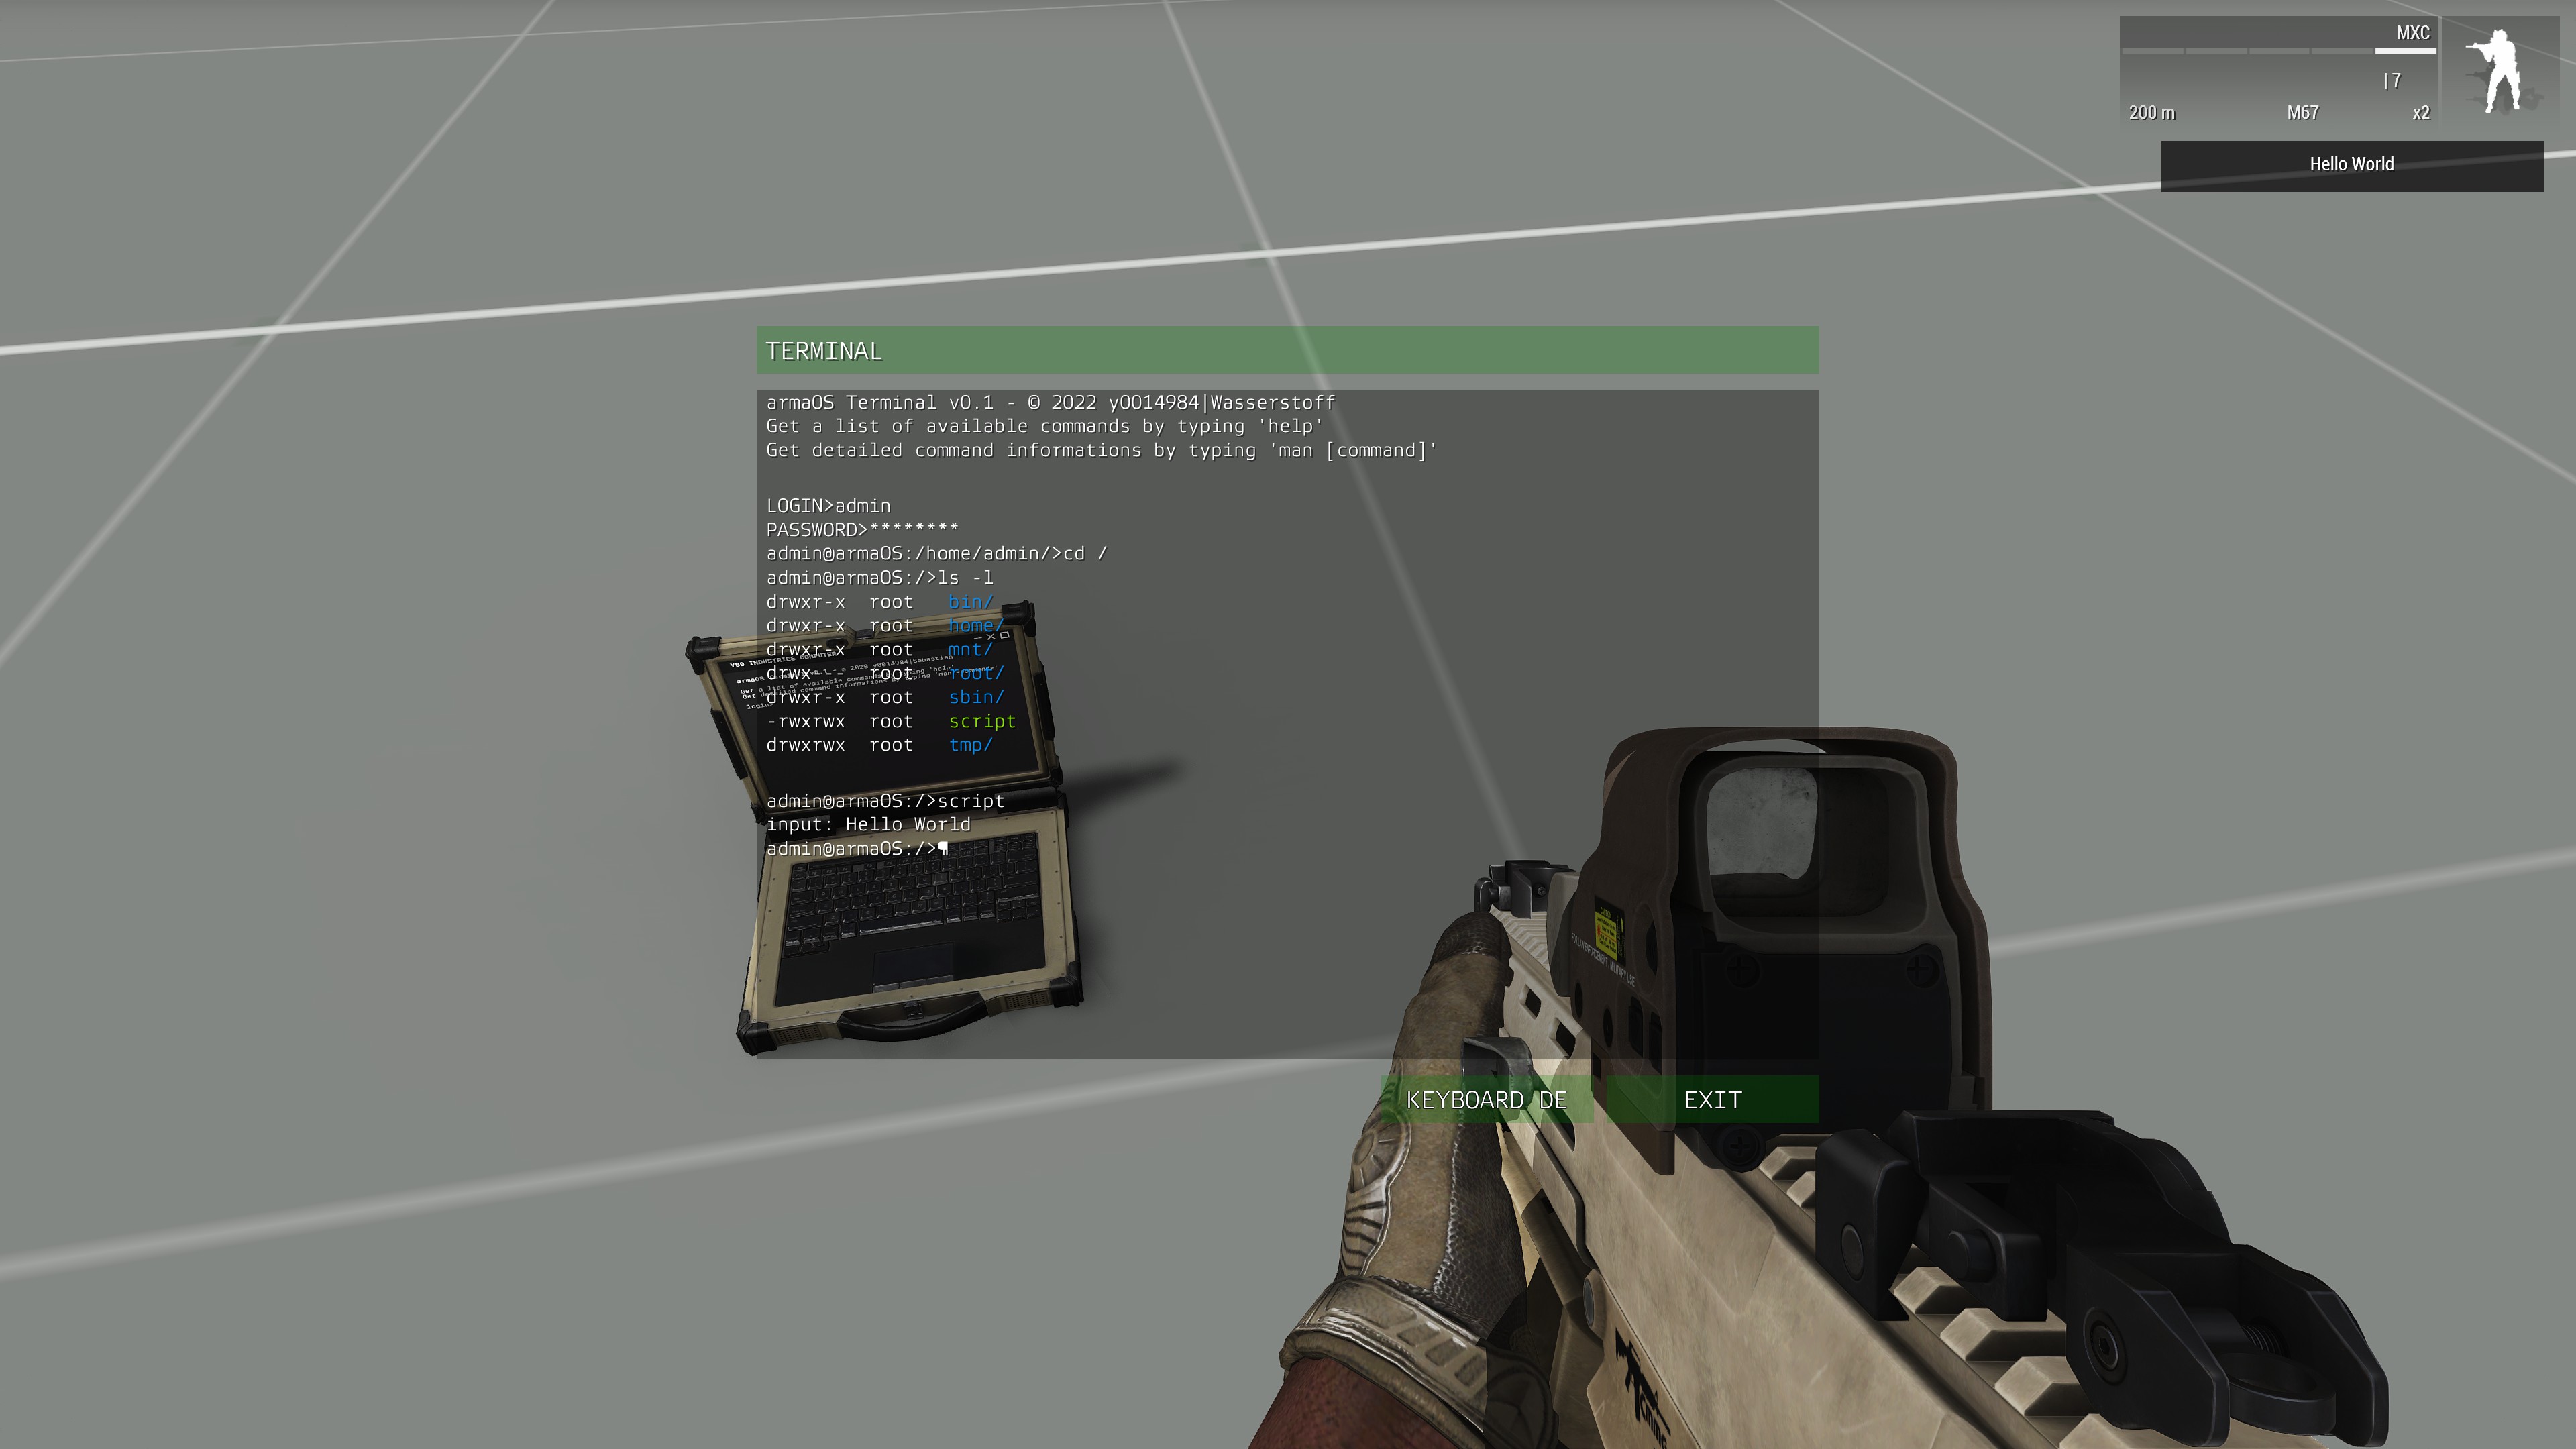 MXC
| 7
200 m M67 x2
Hello World
TERMINAL
armaOS Terminal v0.1 - © 2022 y0014984|Wasserstoff
Get a list of available commands by typing 'help'
Get detailed command informations by typing 'man [command]'
LOGIN>admin
PASSWORD>********
admin@armaOS:/home/admin/>cd /
admin@armaOS:/>ls -l
drwxr-x root bin/
drwxr-x root home/
drwxr-x root mnt/
drwx--- root root/
drwxr-x root sbin/
-rwxrwx root script
drwxrwx root tmp/
admin@armaOS:/>script
input: Hello World
admin@armaOS:/>
KEYBOARD DE
EXIT